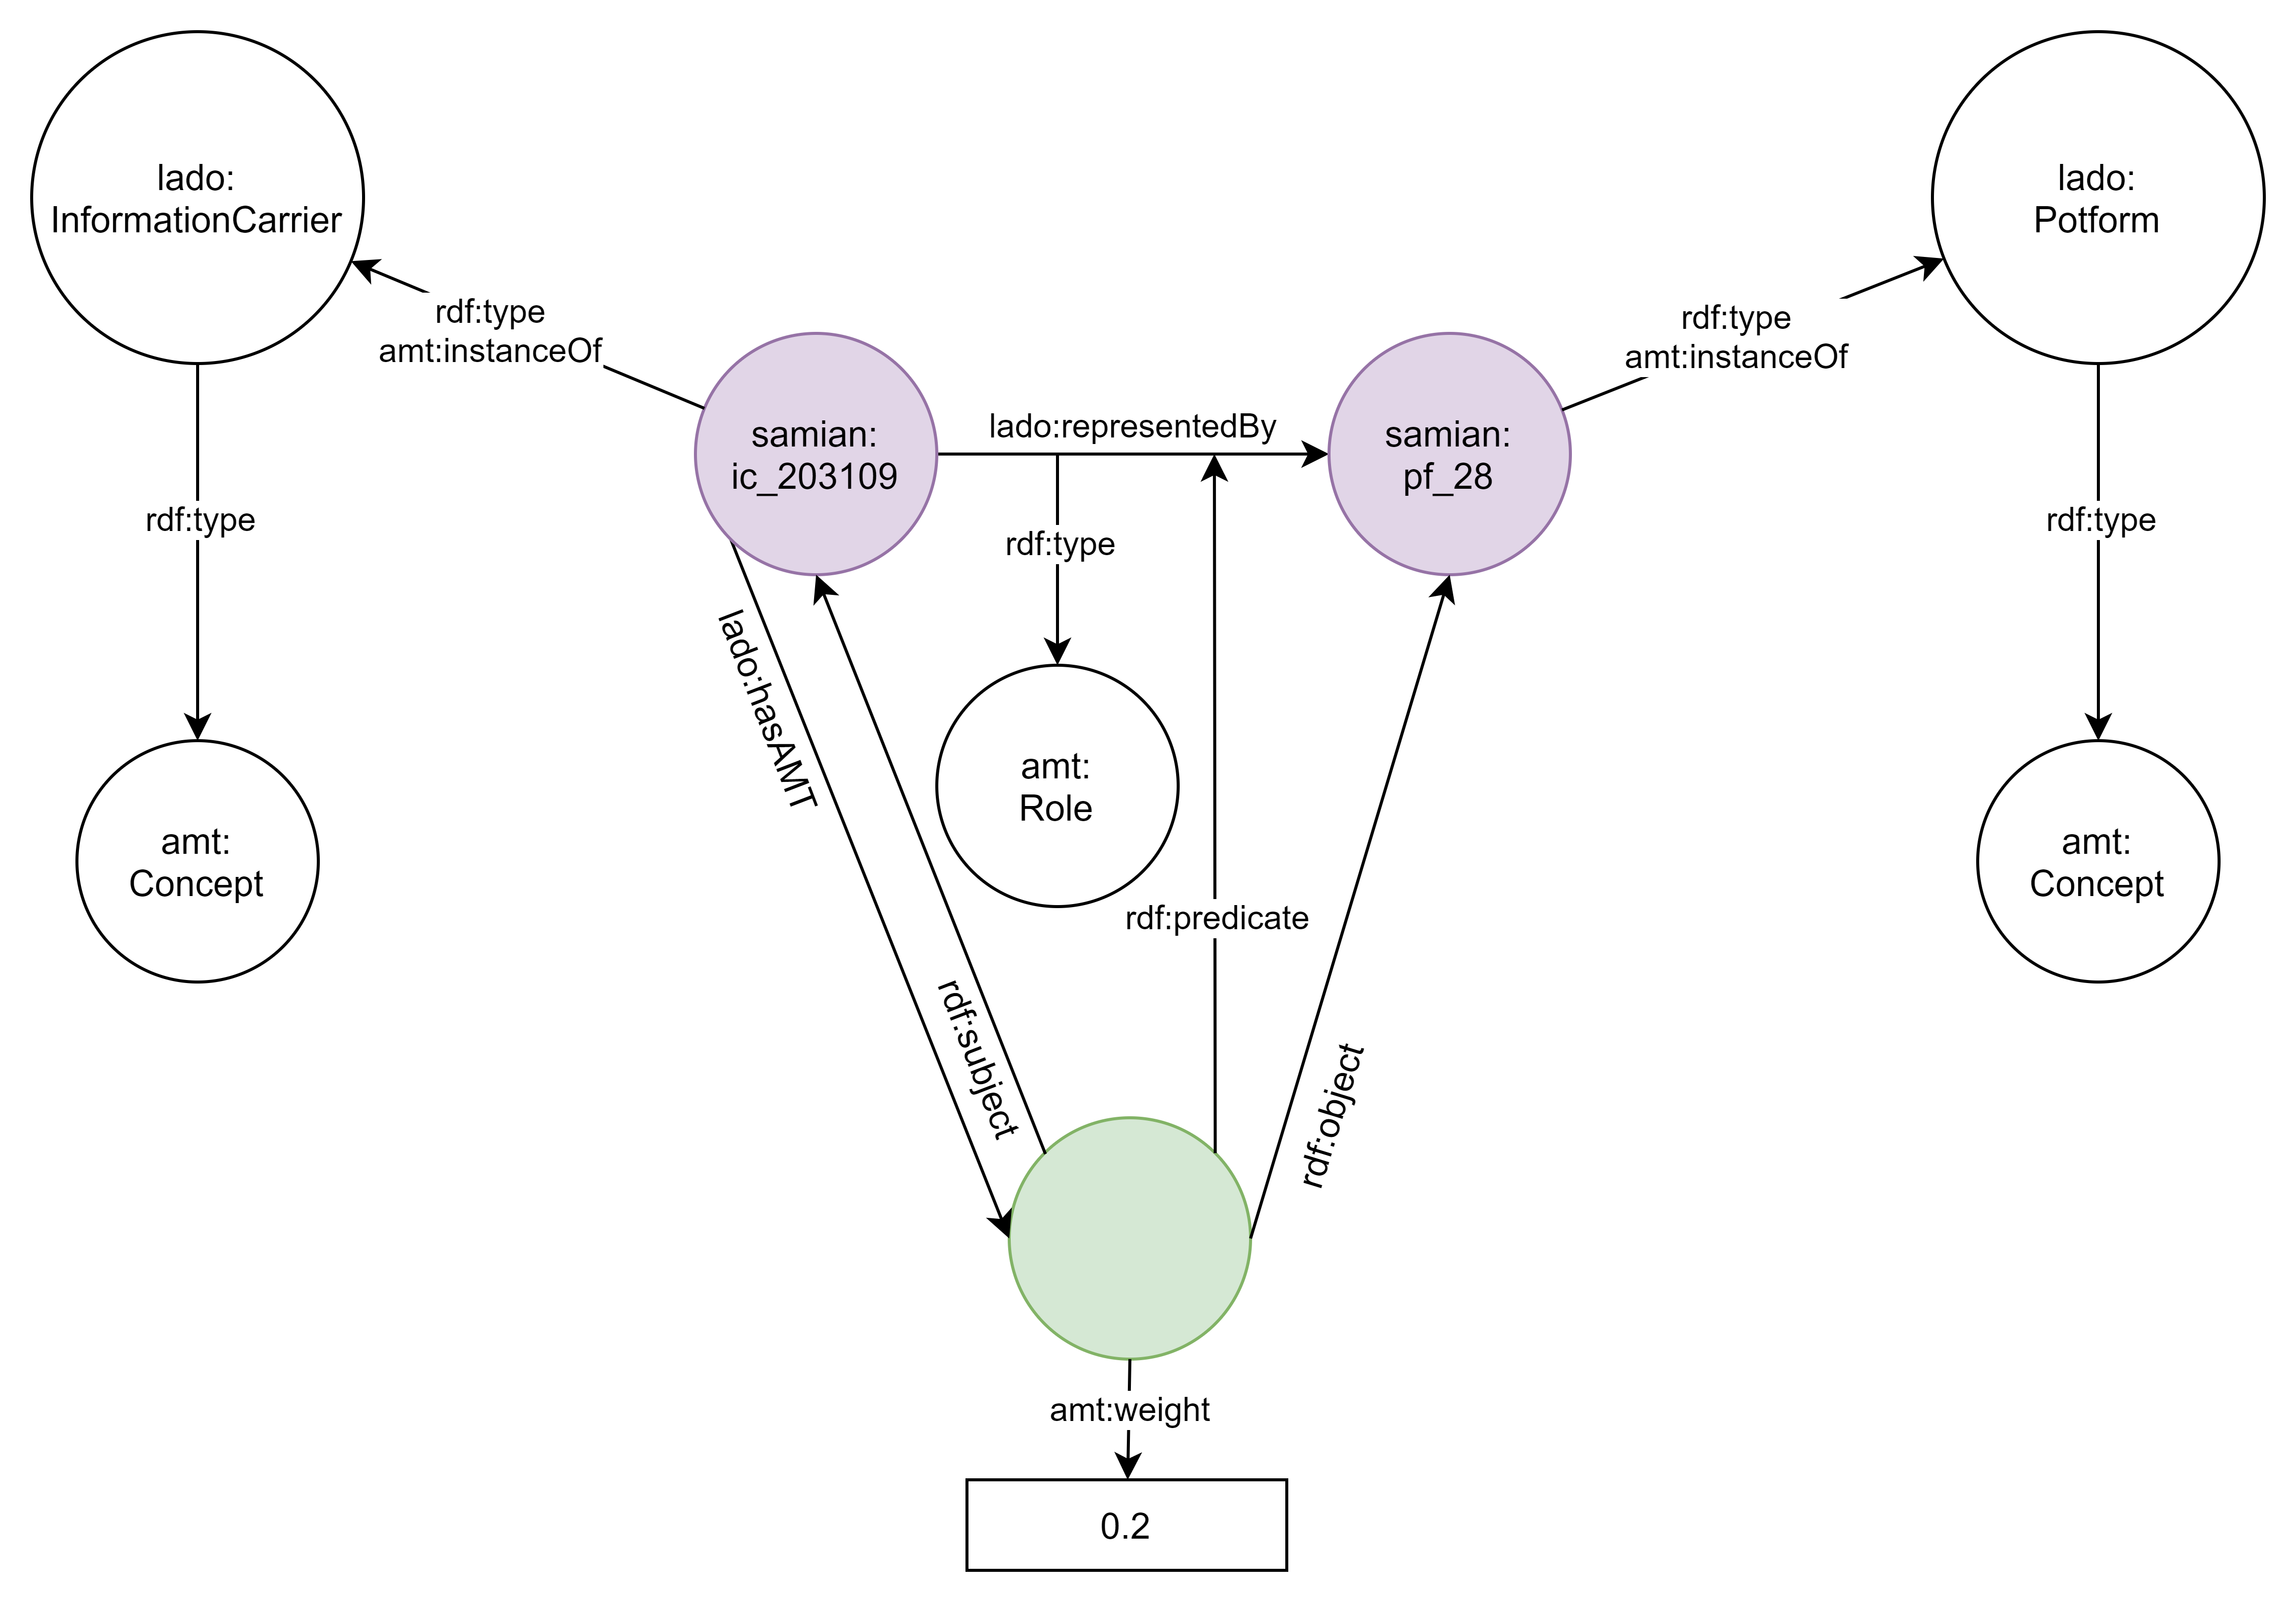 lado:
InformationCarrier
lado:
Potform
rdf:type
amt:instanceOf
rdf:type
amt:instanceOf
samian:
ic_203109
lado:representedBy
samian:
pf_28
rdf:type
rdf:type
rdf:type
lado:hasAMT
amt:
Role
amt:
Concept
amt:
Concept
rdf:predicate
rdf:subject
rdf:object
amt:weight
0.2